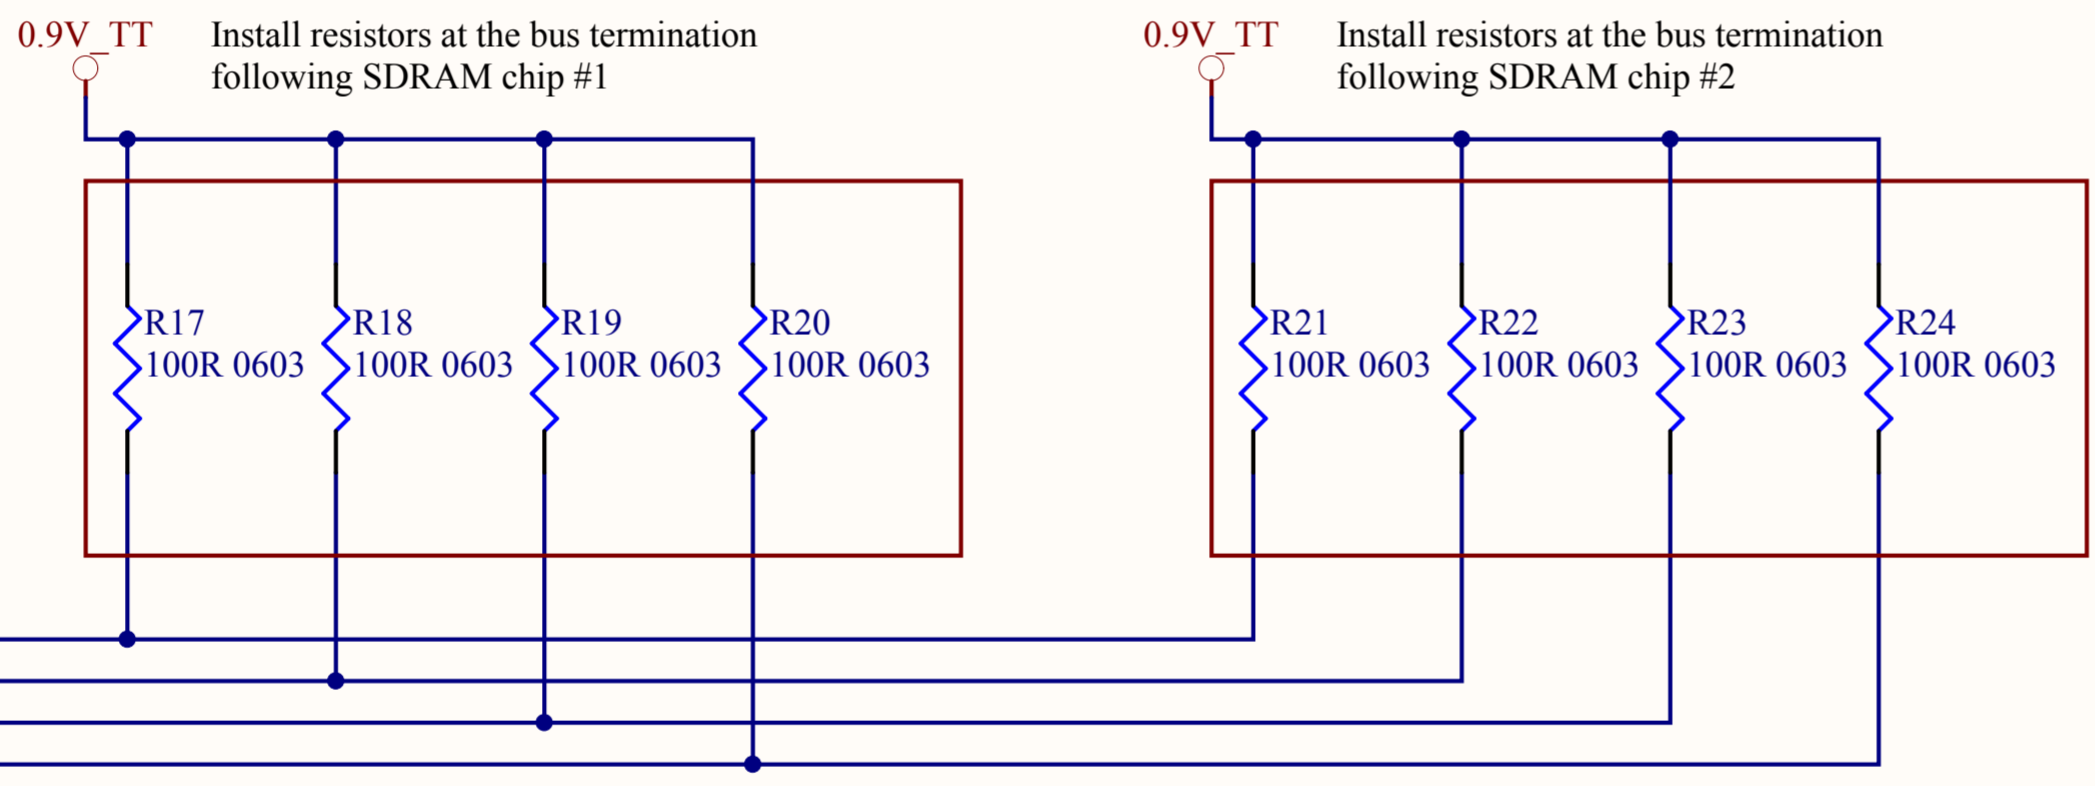 0.9V_TT
Install resistors at the bus termination
following SDRAM chip #1
0.9V_TT
Install resistors at the bus termination
following SDRAM chip #2
R17
100R 0603
R18
100R 0603
R19
100R 0603
R20
100R 0603
R21
100R 0603
R22
100R 0603
R23
100R 0603
R24
100R 0603